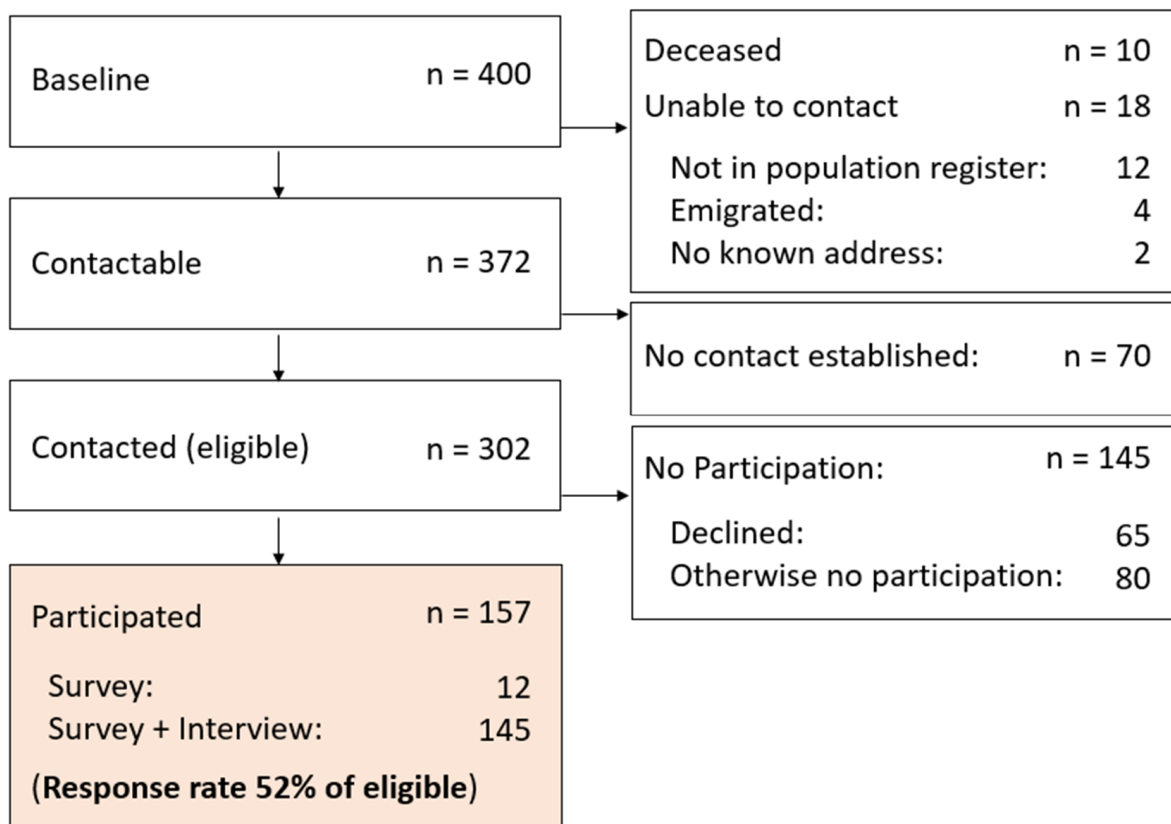 Baseline n = 400
Deceased n = 10
Unable to contact n = 18
Not in population register: 12
Emigrated: 4
No known address: 2
Contactable n = 372
No contact established: n = 70
Contacted (eligible) n = 302
No Participation: n = 145
Declined: 65
Otherwise no participation: 80
Participated n = 157
Survey: 12
Survey + Interview: 145
(Response rate 52% of eligible)